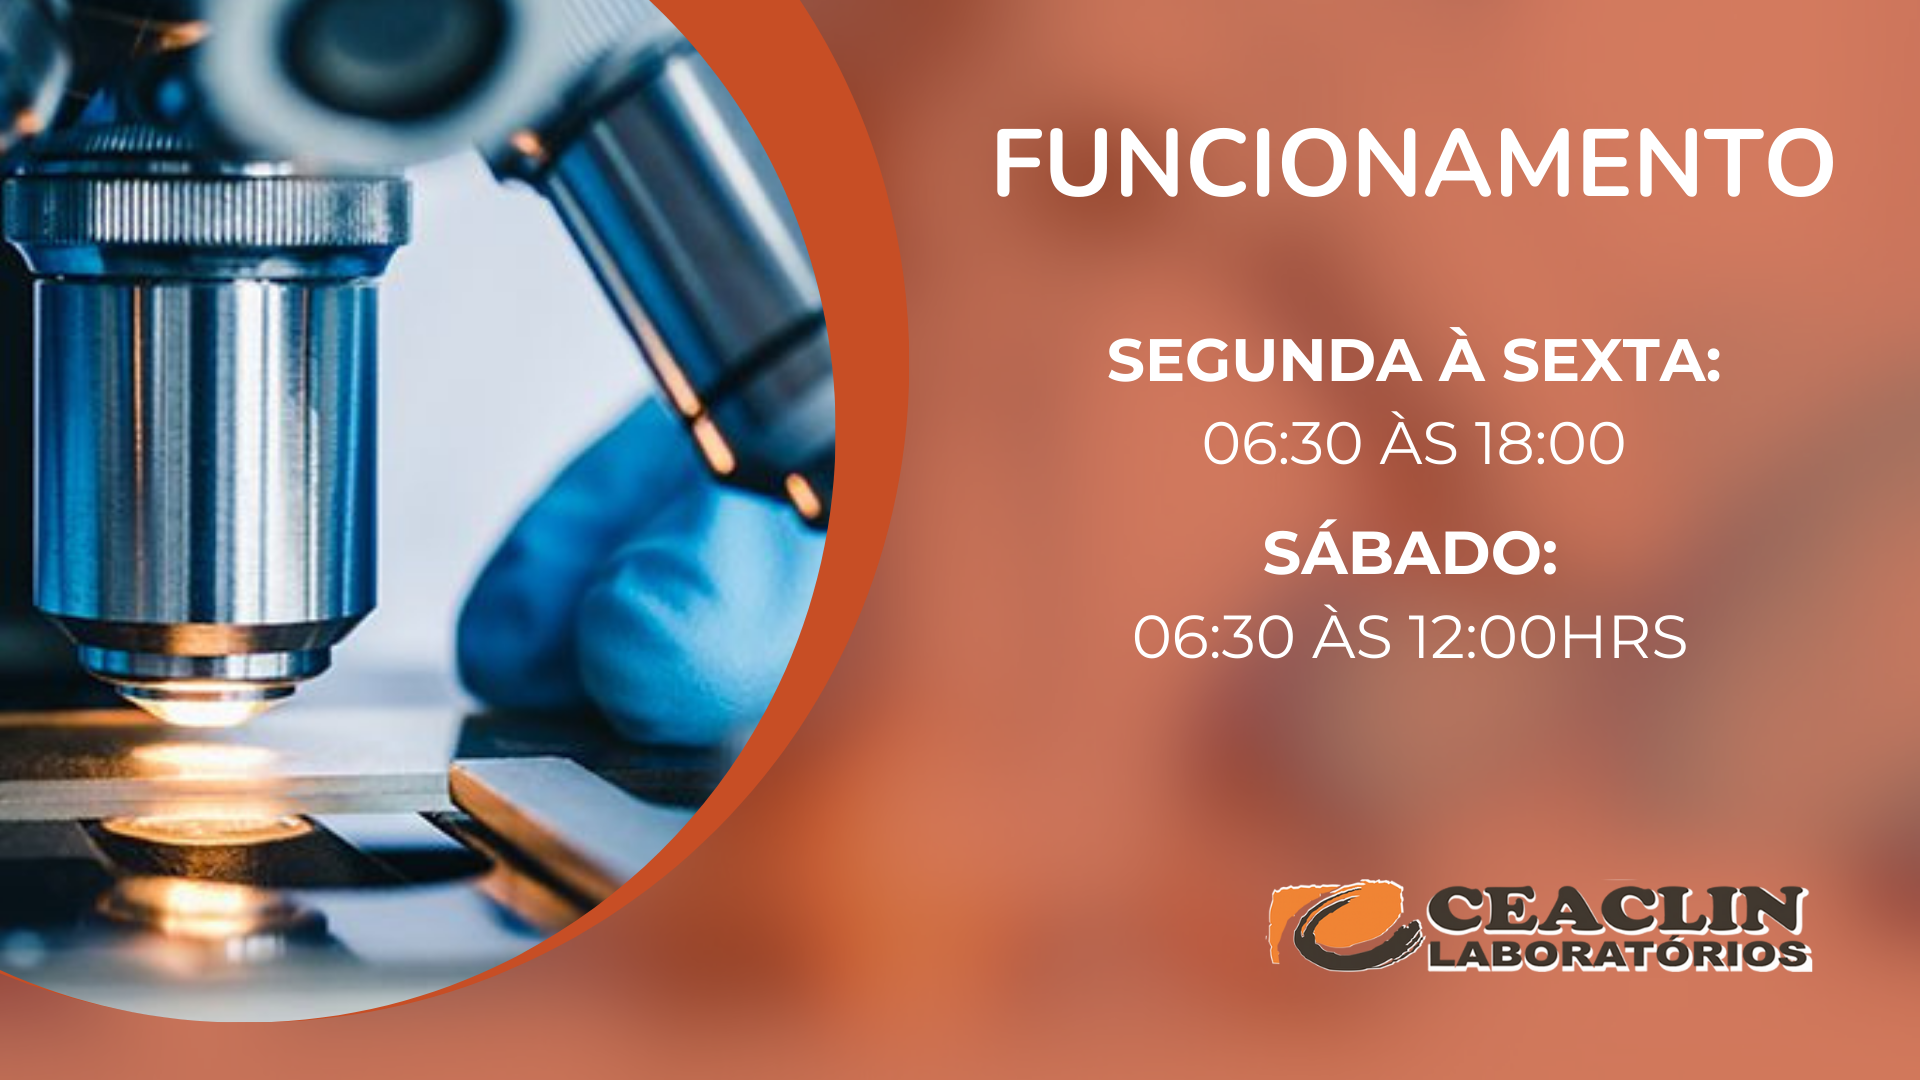 FUNCIONAMENTO
SEGUNDA À SEXTA:
06:30 ÀS 18:00
SÁBADO:
06:30 ÀS 12:00HRS
CEACLIN
LABORATÓRIOS